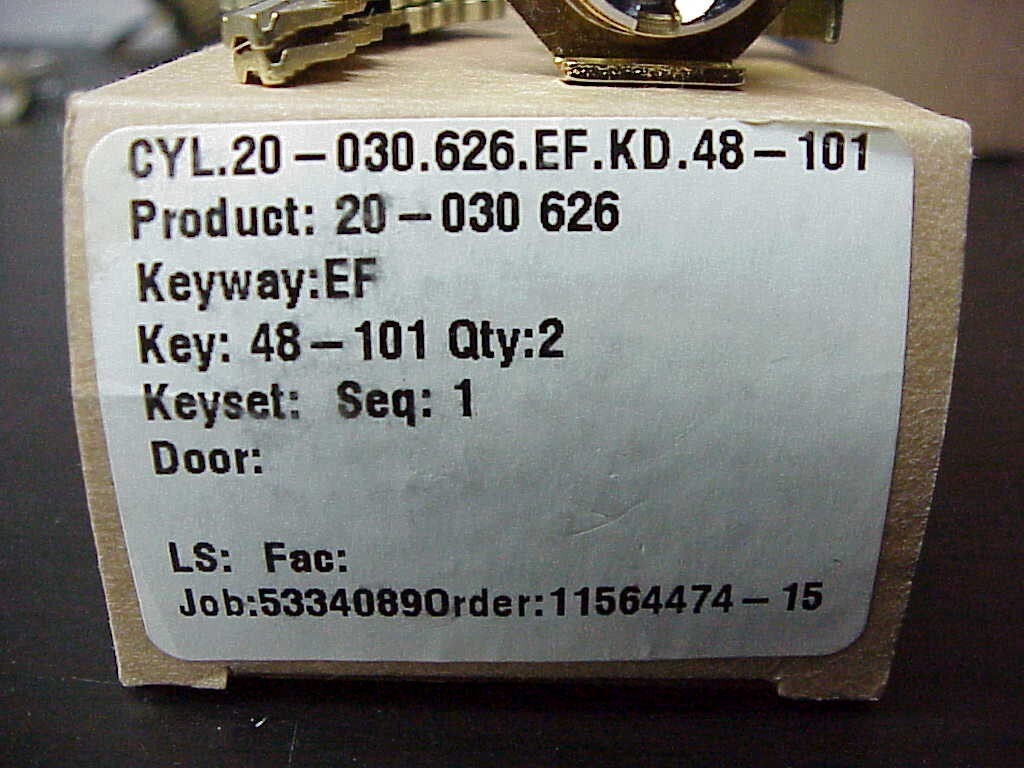 CYL.20-030.626.EF.KD.48-101
Product: 20-030 626
Keyway:EF
Key: 48-101 Qty:2
Keyset: Seq: 1
Door:
LS: Fac:
Job:5334089Order:11564474-15